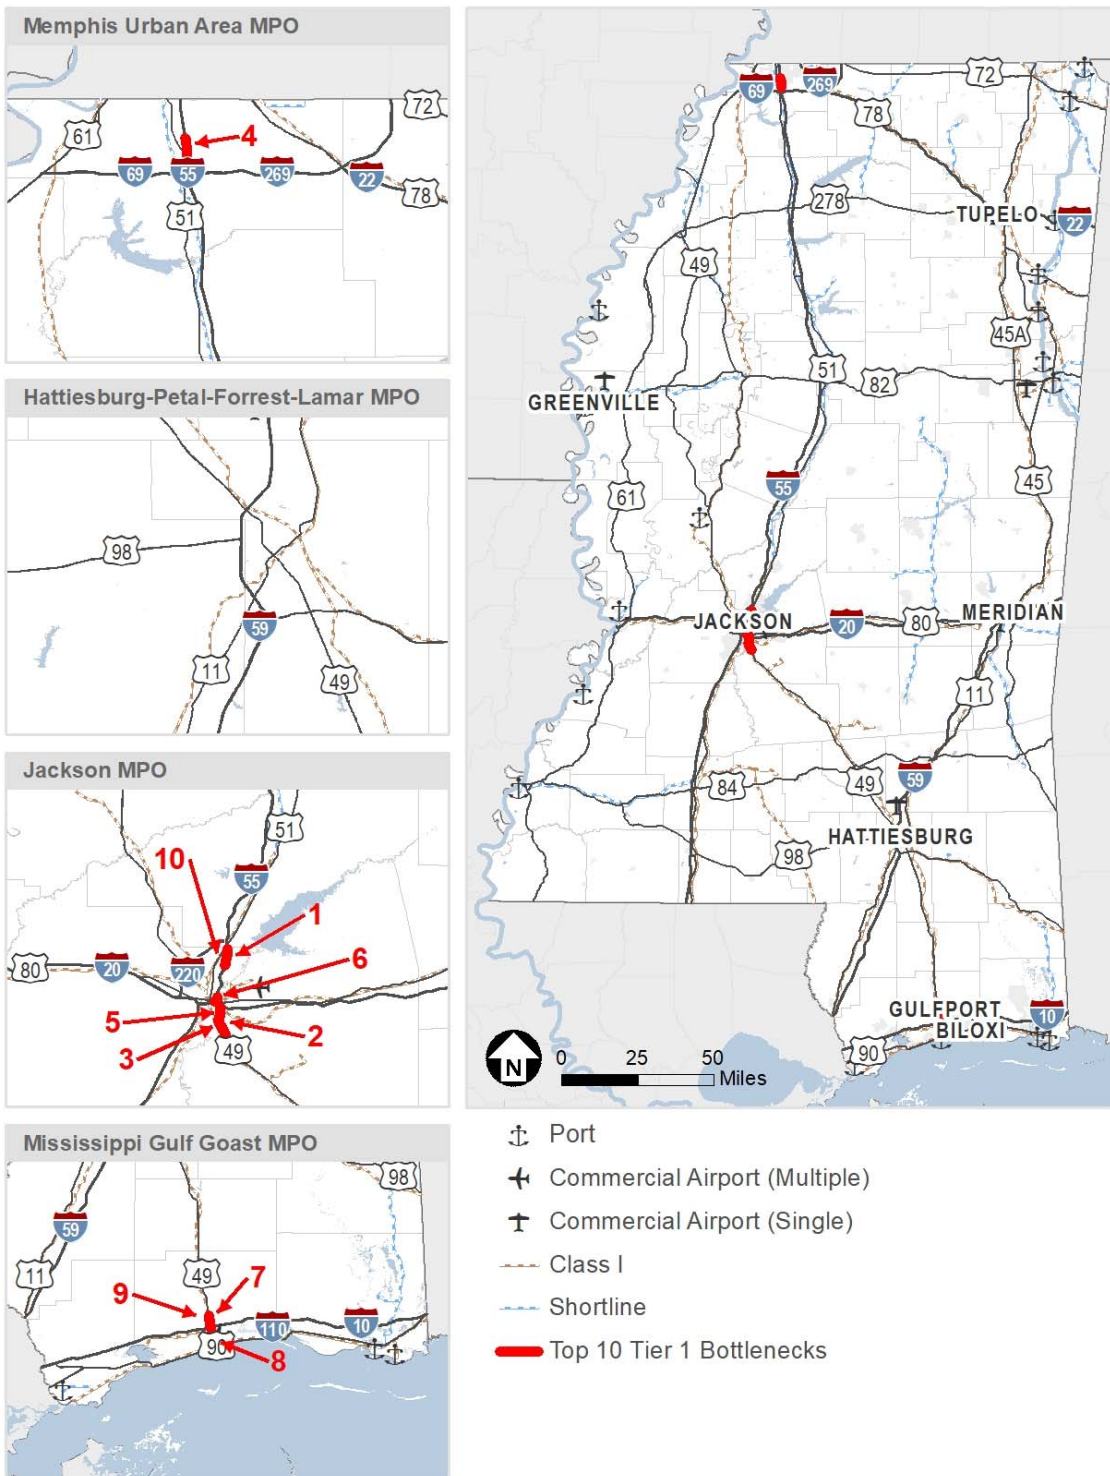 Memphis Urban Area MPO
72
61
4
69
55
269
22
78
51
Hattiesburg-Petal-Forrest-Lamar MPO
98
59
11
49
Jackson MPO
51
10
55
1
6
80
20
220
5
2
3
49
Mississippi Gulf Goast MPO
98
59
11
49
7
9
110
10
90
8
69
269
72
78
278
TUPELO
22
49
45A
51
82
GREENVILLE
61
55
45
JACKSON
20
80
MERIDIAN
11
84
49
59
98
HATTIESBURG
GULFPORT
BILOXI
10
90
N
0 25 50
Miles
Port
Commercial Airport (Multiple)
Commercial Airport (Single)
Class I
Shortline
Top 10 Tier 1 Bottlenecks